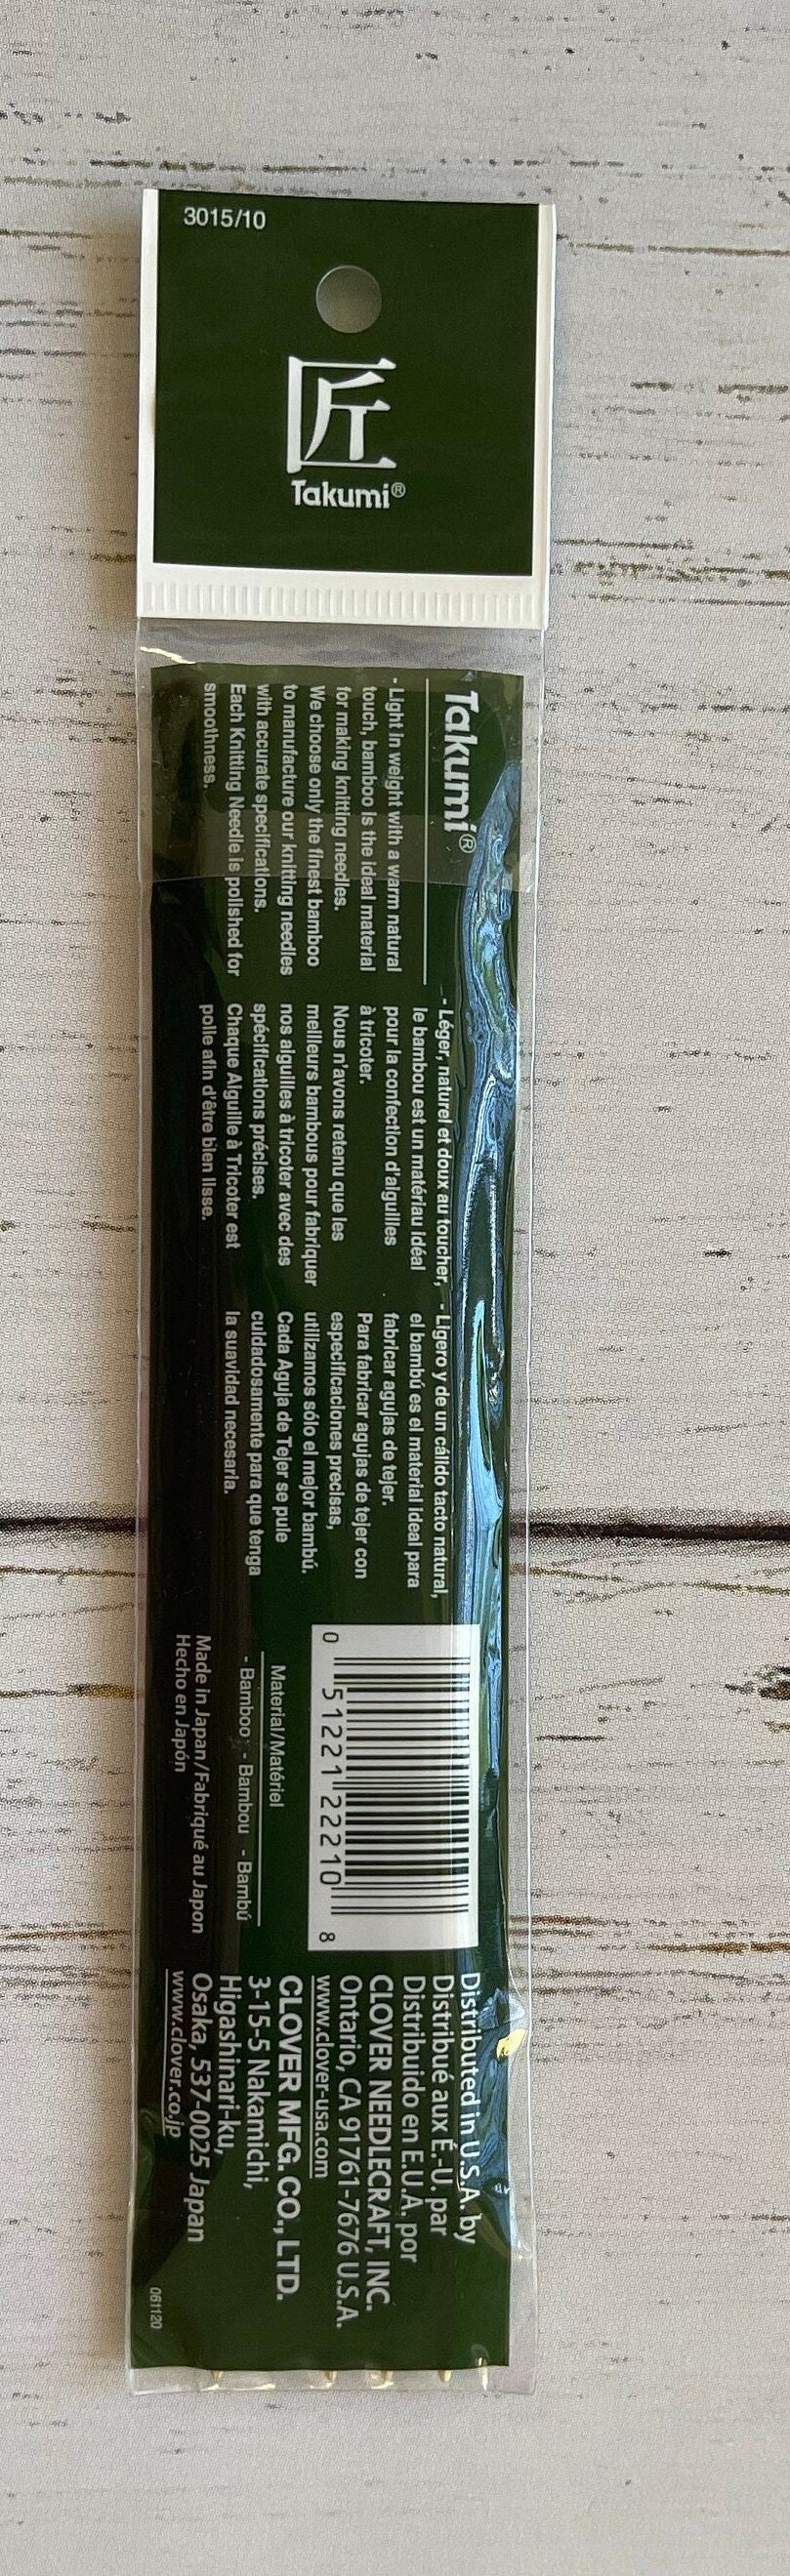 3015/10
匠
Takumi®
Takumi®
- Light in weight with a warm natural
touch, bamboo is the ideal material
for making knitting needles.
We choose only the finest bamboo
to manufacture our knitting needles
with accurate specifications.
Each Knitting Needle is polished for
smoothness.
- Léger, naturel et doux au toucher,
le bambou est un matériau idéal
pour la confection d'aiguilles
à tricoter.
Nous n'avons retenu que les
meilleurs bambous pour fabriquer
nos aiguilles à tricoter avec des
spécifications précises.
Chaque Aiguille à Tricoter est
polie afin d'être bien lisse.
- Ligero y de un cálido tacto natural,
el bambú es el material ideal para
fabricar agujas de tejer.
Para fabricar agujas de tejer con
especificaciones precisas,
utilizamos sólo el mejor bambú.
Cada Aguja de Tejer se pule
cuidadosamente para que tenga
la suavidad necesaria.
0 51221 22210 8
Material/Matériel
- Bamboo - Bambou - Bambú
Made in Japan/Fabriqué au Japon
Hecho en Japón
Distributed in U.S.A. by
Distribué aux É.-U. par
Distribuido en E.U.A. por
CLOVER NEEDLECRAFT, INC.
Ontario, CA 91761-7676 U.S.A.
www.clover-usa.com
CLOVER MFG. CO., LTD.
3-15-5 Nakamichi,
Higashinari-ku,
Osaka, 537-0025 Japan
www.clover.co.jp
061120